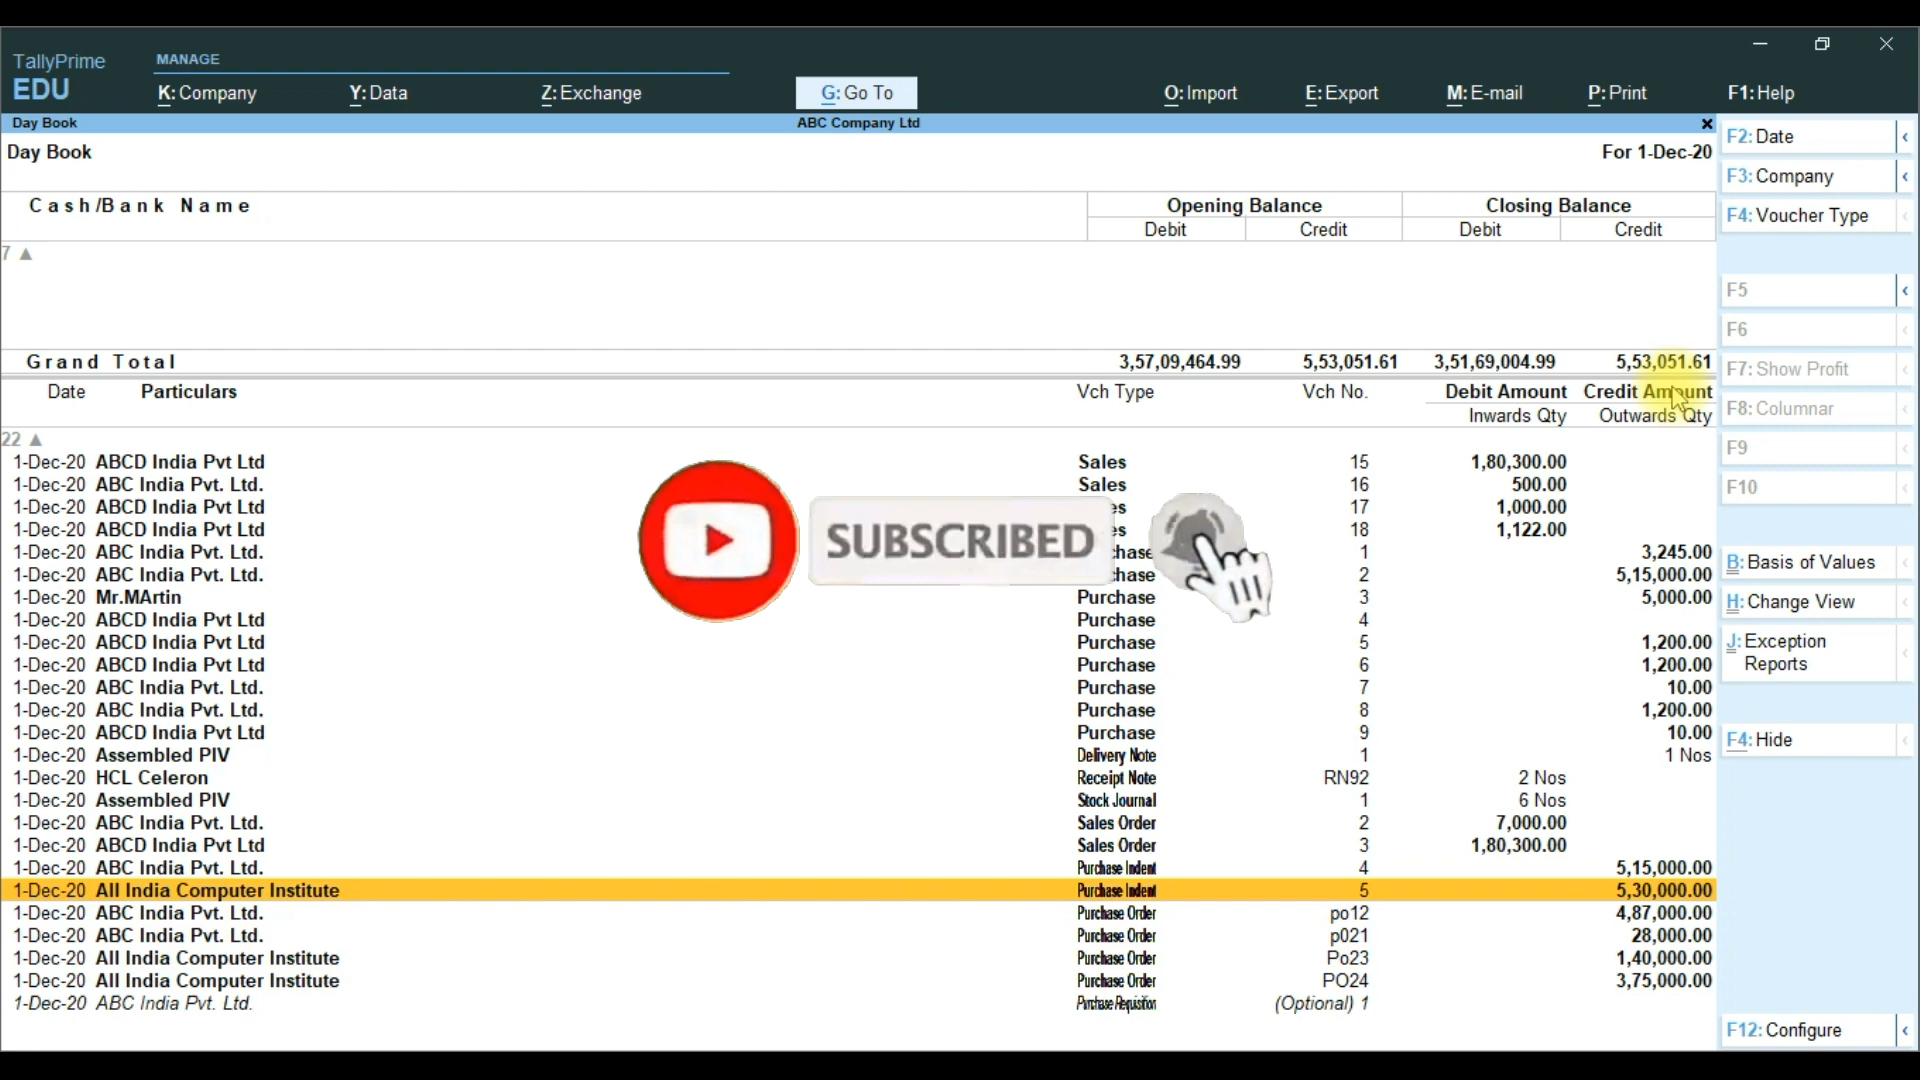 TallyPrime
EDU
MANAGE
K: Company Y: Data Z: Exchange G: Go To O: Import E: Export M: E-mail P: Print F1: Help
Day Book ABC Company Ltd
Day Book For 1-Dec-20
Cash/Bank Name Opening Balance Closing Balance
Debit Credit Debit Credit
7
Grand Total 3,57,09,464.99 5,53,051.61 3,51,69,004.99 5,53,051.61
Date Particulars Vch Type Vch No. Debit Amount Credit Amount
Inwards Qty Outwards Qty
22
1-Dec-20 ABCD India Pvt Ltd Sales 15 1,80,300.00
1-Dec-20 ABC India Pvt. Ltd. Sales 16 500.00
1-Dec-20 ABCD India Pvt Ltd es 17 1,000.00
1-Dec-20 ABCD India Pvt Ltd es 18 1,122.00
1-Dec-20 ABC India Pvt. Ltd. chase 1 3,245.00
1-Dec-20 ABC India Pvt. Ltd. chase 2 5,15,000.00
1-Dec-20 Mr.MArtin Purchase 3 5,000.00
1-Dec-20 ABCD India Pvt Ltd Purchase 4
1-Dec-20 ABCD India Pvt Ltd Purchase 5 1,200.00
1-Dec-20 ABCD India Pvt Ltd Purchase 6 1,200.00
1-Dec-20 ABC India Pvt. Ltd. Purchase 7 10.00
1-Dec-20 ABC India Pvt. Ltd. Purchase 8 1,200.00
1-Dec-20 ABCD India Pvt Ltd Purchase 9 10.00
1-Dec-20 Assembled PIV Delivery Note 1 1 Nos
1-Dec-20 HCL Celeron Receipt Note RN92 2 Nos
1-Dec-20 Assembled PIV Stock Journal 1 6 Nos
1-Dec-20 ABC India Pvt. Ltd. Sales Order 2 7,000.00
1-Dec-20 ABCD India Pvt Ltd Sales Order 3 1,80,300.00
1-Dec-20 ABC India Pvt. Ltd. Purchase Indent 4 5,15,000.00
1-Dec-20 All India Computer Institute Purchase Indent 5 5,30,000.00
1-Dec-20 ABC India Pvt. Ltd. Purchase Order po12 4,87,000.00
1-Dec-20 ABC India Pvt. Ltd. Purchase Order p021 28,000.00
1-Dec-20 All India Computer Institute Purchase Order Po23 1,40,000.00
1-Dec-20 All India Computer Institute Purchase Order PO24 3,75,000.00
1-Dec-20 ABC India Pvt. Ltd. Purchase Requisition (Optional) 1
SUBSCRIBED
F2: Date
F3: Company
F4: Voucher Type
F5
F6
F7: Show Profit
F8: Columnar
F9
F10
B: Basis of Values
H: Change View
J: Exception
Reports
F4: Hide
F12: Configure